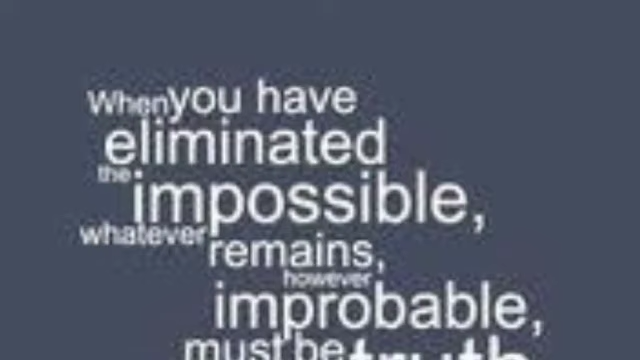 When you have
eliminated
the impossible,
whatever remains,
however
improbable,
must be truth